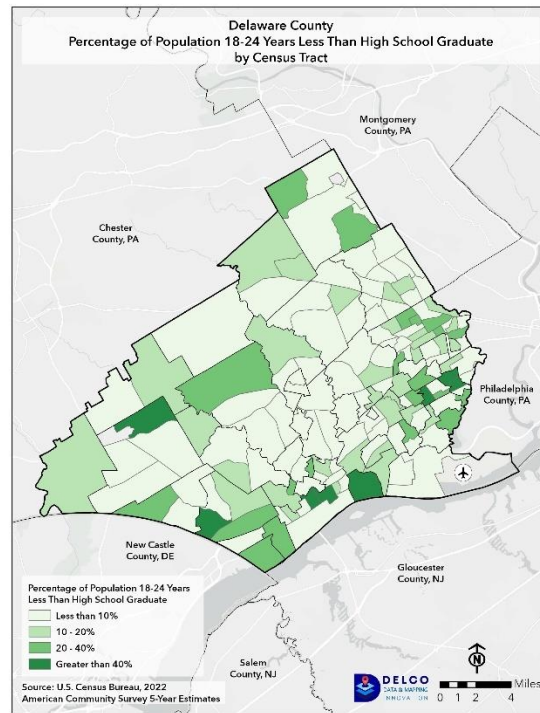 Delaware County
Percentage of Population 18-24 Years Less Than High School Graduate
by Census Tract
Montgomery
County, PA
Chester
County, PA
Philadelphia
County, PA
New Castle
County, DE
Gloucester
County, NJ
Salem
County, NJ
Percentage of Population 18-24 Years
Less Than High School Graduate
Less than 10%
10 - 20%
20 - 40%
Greater than 40%
Source: U.S. Census Bureau, 2022
American Community Survey 5-Year Estimates
DELCO
DATA & MAPPING
INNOVATION
N
Miles
0 1 2 4